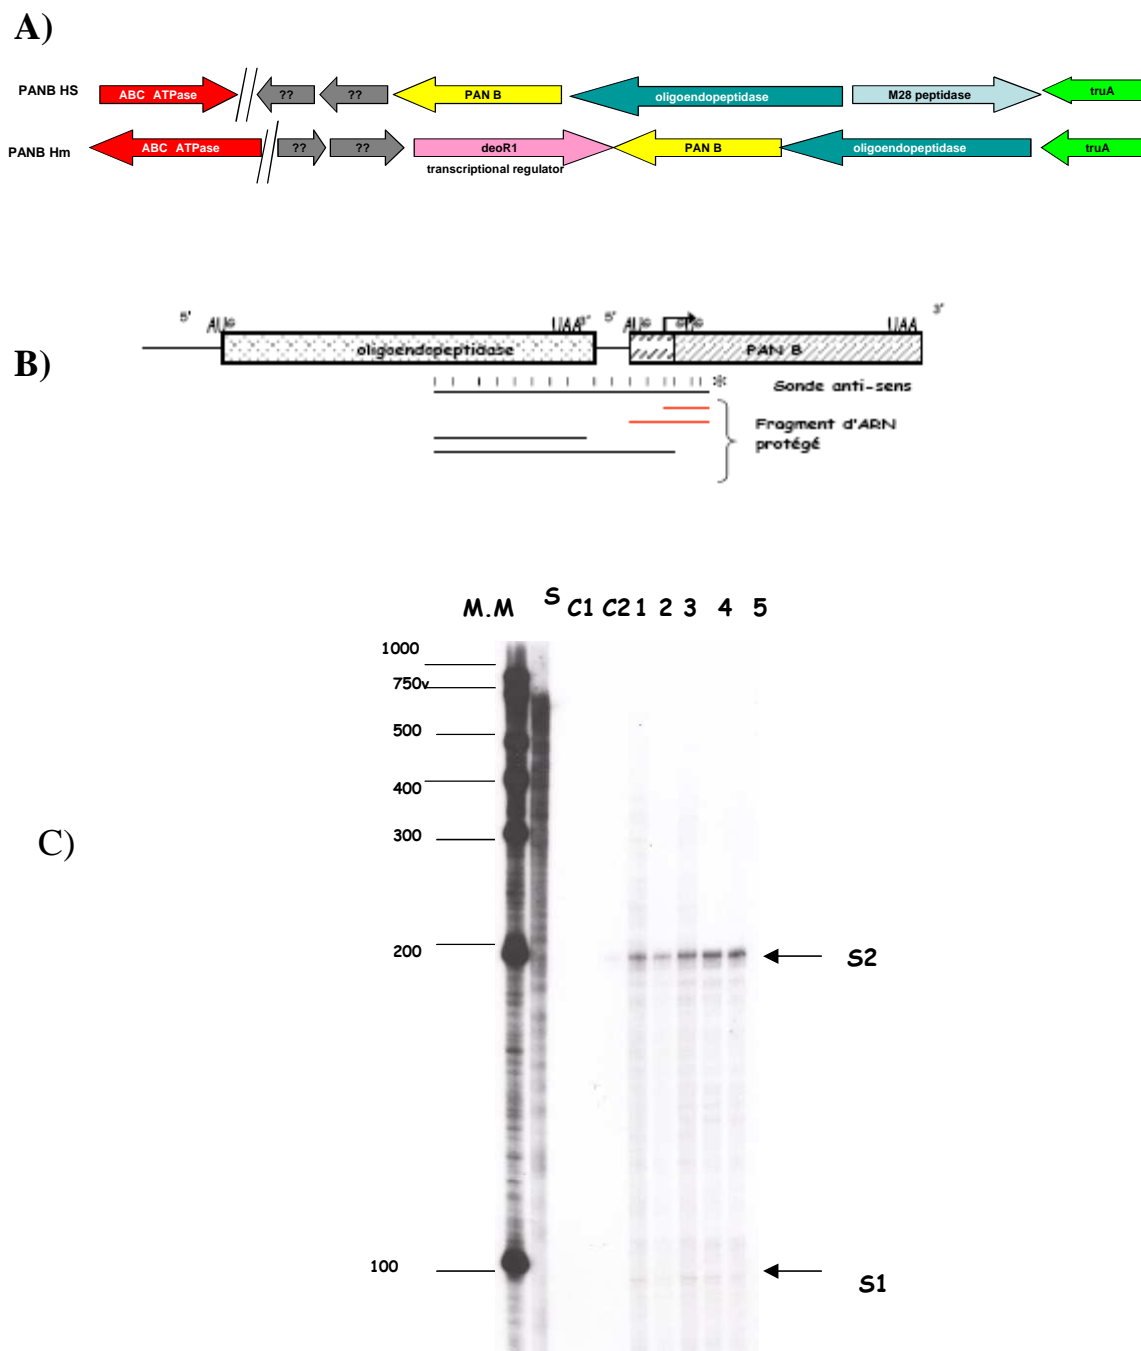 A)
PANB HS
ABC ATPase
??
??
PAN B
oligoendopeptidase
M28 peptidase
truA
PANB Hm
ABC ATPase
??
??
deoR1
PAN B
oligoendopeptidase
truA
transcriptional regulator
B)
5' AUG UAA 3' 5' AUG GUG UAA 3'
oligoendopeptidase
PAN B
* Sonde anti-sens
Fragment d'ARN
protégé
C)
M.M S C1 C2 1 2 3 4 5
1000
750v
500
400
300
200
S2
100
S1